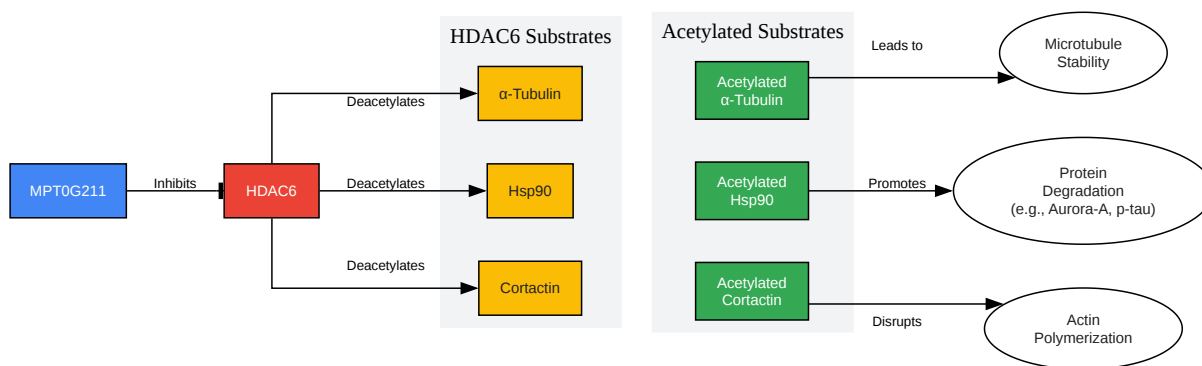 HDAC6 Substrates
Acetylated Substrates
Leads to
Microtubule
Stability
α-Tubulin
Acetylated
α-Tubulin
Deacetylates
MPT0G211
Inhibits
HDAC6
Deacetylates
Hsp90
Acetylated
Hsp90
Promotes
Protein
Degradation
(e.g., Aurora-A, p-tau)
Deacetylates
Cortactin
Acetylated
Cortactin
Disrupts
Actin
Polymerization